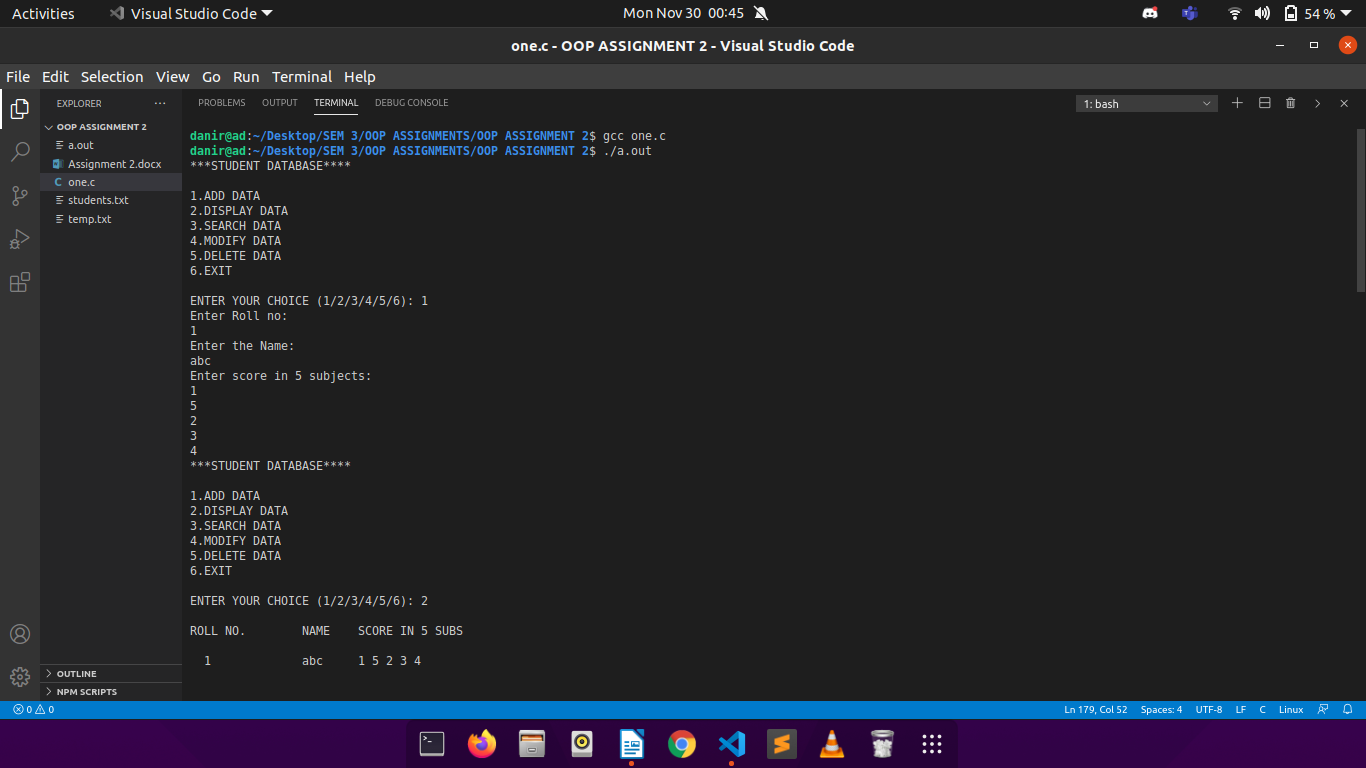 Activities Visual Studio Code Mon Nov 30 00:45 54 %
one.c - OOP ASSIGNMENT 2 - Visual Studio Code
File Edit Selection View Go Run Terminal Help
EXPLORER ··· PROBLEMS OUTPUT TERMINAL DEBUG CONSOLE 1: bash
OOP ASSIGNMENT 2
a.out
Assignment 2.docx
C one.c
students.txt
temp.txt
danir@ad:~/Desktop/SEM 3/OOP ASSIGNMENTS/OOP ASSIGNMENT 2$ gcc one.c
danir@ad:~/Desktop/SEM 3/OOP ASSIGNMENTS/OOP ASSIGNMENT 2$ ./a.out
***STUDENT DATABASE****
1.ADD DATA
2.DISPLAY DATA
3.SEARCH DATA
4.MODIFY DATA
5.DELETE DATA
6.EXIT
ENTER YOUR CHOICE (1/2/3/4/5/6): 1
Enter Roll no:
1
Enter the Name:
abc
Enter score in 5 subjects:
1
5
2
3
4
***STUDENT DATABASE****
1.ADD DATA
2.DISPLAY DATA
3.SEARCH DATA
4.MODIFY DATA
5.DELETE DATA
6.EXIT
ENTER YOUR CHOICE (1/2/3/4/5/6): 2
ROLL NO. NAME SCORE IN 5 SUBS
1 abc 1 5 2 3 4
OUTLINE
NPM SCRIPTS
0 0 Ln 179, Col 52 Spaces: 4 UTF-8 LF C Linux